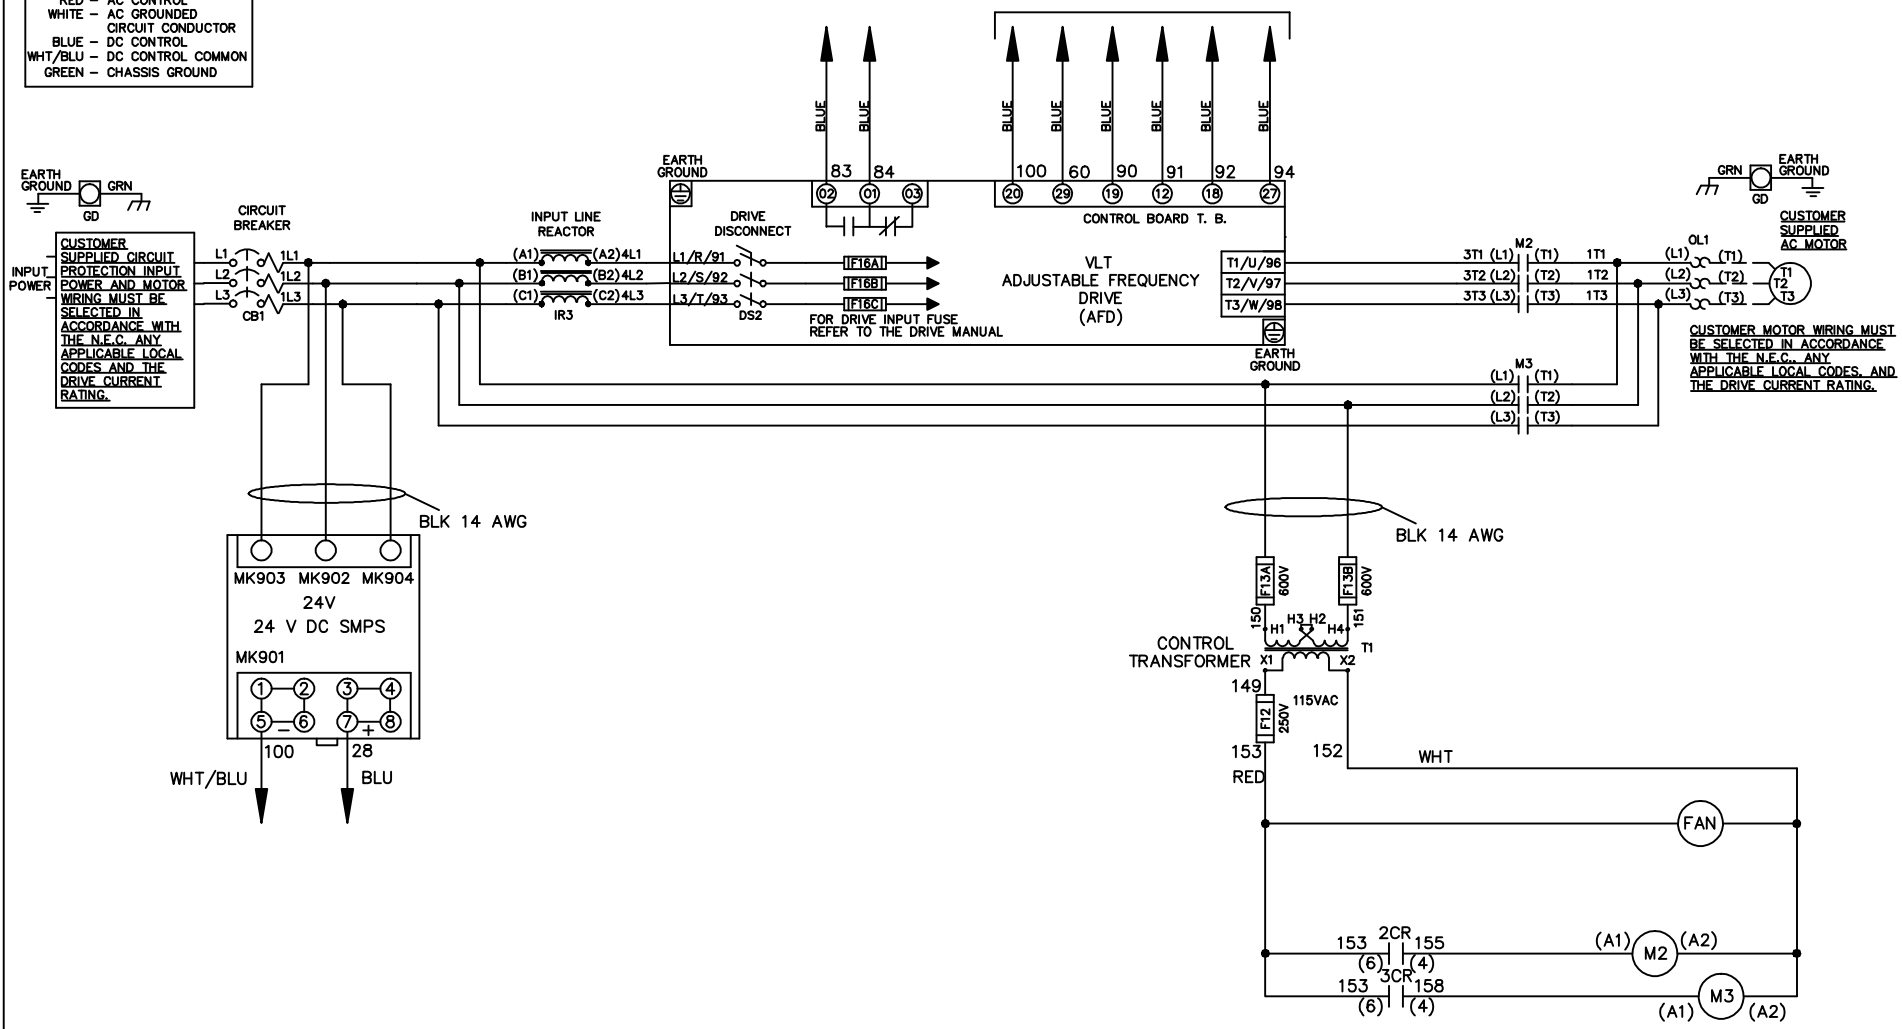 RED - AC CONTROL
WHITE - AC GROUNDED
CIRCUIT CONDUCTOR
BLUE - DC CONTROL
WHT/BLU - DC CONTROL COMMON
GREEN - CHASSIS GROUND
BLUE
BLUE
BLUE
BLUE
BLUE
BLUE
BLUE
BLUE
83
84
100
60
90
91
92
94
02
01
03
20
29
19
12
18
27
CONTROL BOARD T. B.
EARTH
GROUND
GRN
GD
EARTH
GROUND
GRN
EARTH
GROUND
GD
CUSTOMER
SUPPLIED
AC MOTOR
INPUT
POWER
CUSTOMER
SUPPLIED CIRCUIT
PROTECTION INPUT
POWER AND MOTOR
WIRING MUST BE
SELECTED IN
ACCORDANCE WITH
THE N.E.C. ANY
APPLICABLE LOCAL
CODES AND THE
DRIVE CURRENT
RATING.
CIRCUIT
BREAKER
L1
1L1
L2
1L2
L3
1L3
CB1
INPUT LINE
REACTOR
(A1)
(A2)4L1
(B1)
(B2)4L2
(C1)
(C2)4L3
IR3
DRIVE
DISCONNECT
L1/R/91
L2/S/92
L3/T/93
DS2
F16A
F16B
F16C
FOR DRIVE INPUT FUSE
REFER TO THE DRIVE MANUAL
VLT
ADJUSTABLE FREQUENCY
DRIVE
(AFD)
T1/U/96
T2/V/97
T3/W/98
EARTH
GROUND
M2
3T1 (L1) (T1) 1T1
3T2 (L2) (T2) 1T2
3T3 (L3) (T3) 1T3
OL1
(L1) (T1)
(L2) (T2)
(L3) (T3)
T1
T2
T3
CUSTOMER MOTOR WIRING MUST
BE SELECTED IN ACCORDANCE
WITH THE N.E.C., ANY
APPLICABLE LOCAL CODES, AND
THE DRIVE CURRENT RATING.
M3
(L1) (T1)
(L2) (T2)
(L3) (T3)
BLK 14 AWG
MK903 MK902 MK904
24V
24 V DC SMPS
MK901
1 2 3 4
5 6 7 8
- +
100
28
WHT/BLU
BLU
BLK 14 AWG
F13A
600V
F13B
600V
150
151
H1 H3 H2 H4
T1
CONTROL
TRANSFORMER
X1
X2
149
115VAC
F12
250V
153
152
WHT
RED
FAN
2CR
153 155
(6) (4)
(A1) M2 (A2)
3CR
153 158
(6) (4)
(A1) M3 (A2)